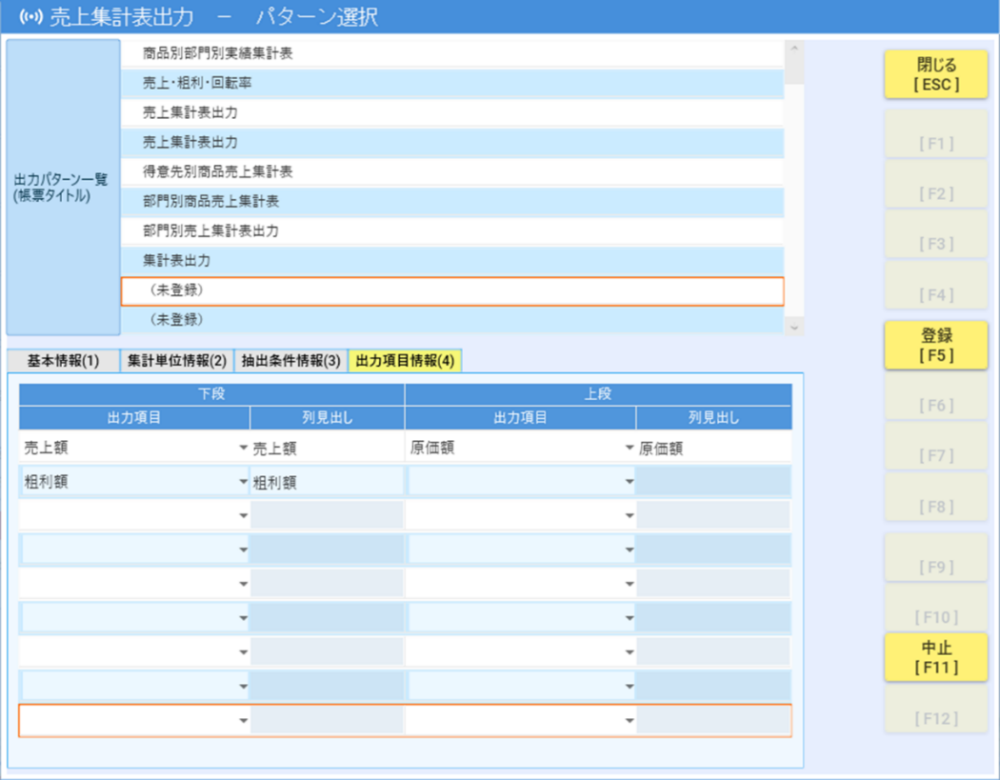 売上集計表出力 － パターン選択
商品別部門別実績集計表
売上・粗利・回転率
売上集計表出力
売上集計表出力
得意先別商品売上集計表
部門別商品売上集計表
部門別売上集計表出力
集計表出力
（未登録）
（未登録）
出力パターン一覧
(帳票タイトル)
基本情報(1) 集計単位情報(2) 抽出条件情報(3) 出力項目情報(4)
下段 上段
出力項目 列見出し 出力項目 列見出し
売上額 売上額 原価額 原価額
粗利額 粗利額
閉じる
[ ESC ]
[ F1 ]
[ F2 ]
[ F3 ]
[ F4 ]
登録
[ F5 ]
[ F6 ]
[ F7 ]
[ F8 ]
[ F9 ]
[ F10 ]
中止
[ F11 ]
[ F12 ]